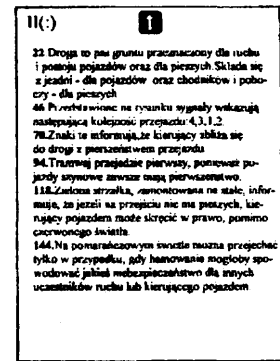 II(:)
22 Droga to pas gruntu przeznaczony dla ruchu
i postoju pojazdów oraz dla pieszych. Składa się
z jezdni - dla pojazdów oraz chodników i pobo-
czy - dla pieszych
46. Przedstawione na rysunku sygnały wskazują
następującą kolejność przejazdu: 4,3,1,2
78. Znaki te informują, że kierujący zbliża się
do drogi z pierszeństwem przejazdu
94. Tramwaj przejedzie pierwszy, ponieważ po-
jazdy szynowe zawsze mają pierwszeństwo.
118. Zielona strzałka, zamontowana na stałe, infor-
muja, że jeżeli na przejściu nie ma pieszych, kie-
rujący pojazdem może skręcić w prawo, pomimo
czerwonego światła.
144. Na pomarańczowym świetle można przejechać
tylko w przypadku, gdy hamowanie mogłoby spo-
wodować jakieś niebezpieczeństwo dla innych
uczestników ruchu lub kierującego pojazdem